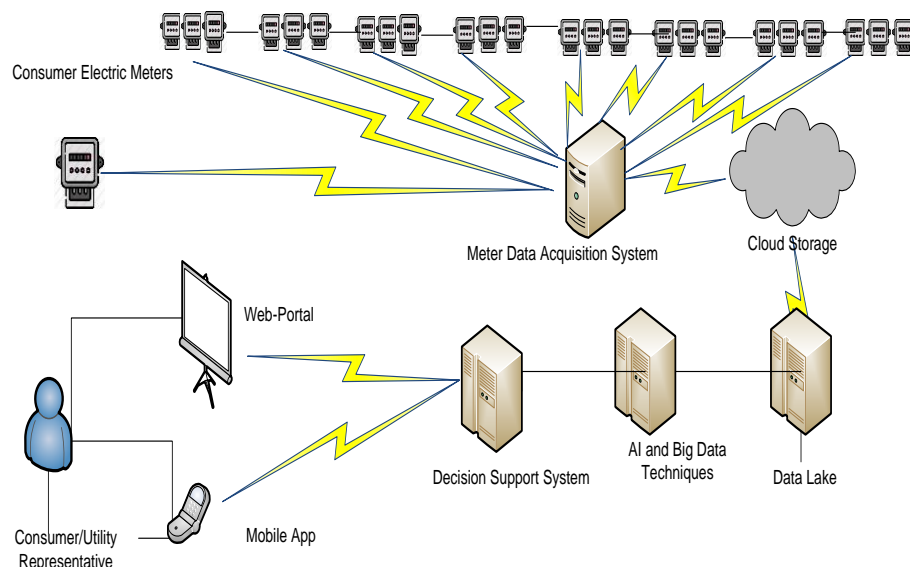 Consumer Electric Meters
Meter Data Acquisition System
Cloud Storage
Web-Portal
Decision Support System
AI and Big Data
Techniques
Data Lake
Mobile App
Consumer/Utility
Representative